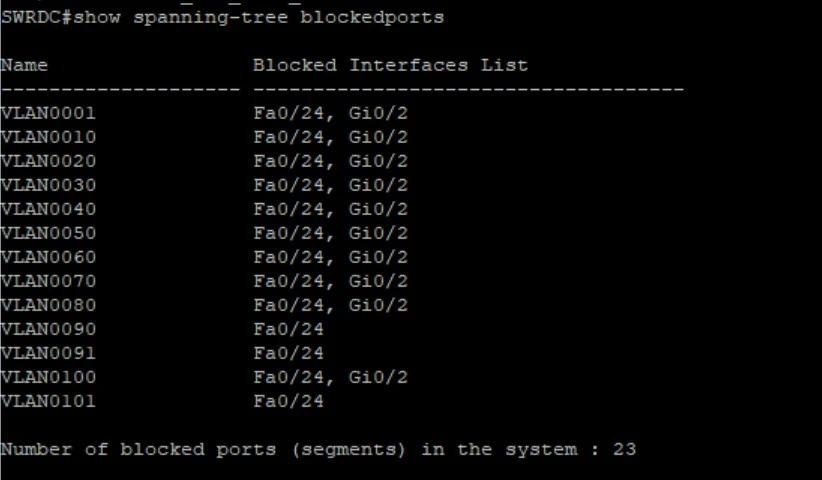 SWRDC#show spanning-tree blockedports
Name                 Blocked Interfaces List
-------------------- ------------------------------------
VLAN0001             Fa0/24, Gi0/2
VLAN0010             Fa0/24, Gi0/2
VLAN0020             Fa0/24, Gi0/2
VLAN0030             Fa0/24, Gi0/2
VLAN0040             Fa0/24, Gi0/2
VLAN0050             Fa0/24, Gi0/2
VLAN0060             Fa0/24, Gi0/2
VLAN0070             Fa0/24, Gi0/2
VLAN0080             Fa0/24, Gi0/2
VLAN0090             Fa0/24
VLAN0091             Fa0/24
VLAN0100             Fa0/24, Gi0/2
VLAN0101             Fa0/24
Number of blocked ports (segments) in the system : 23